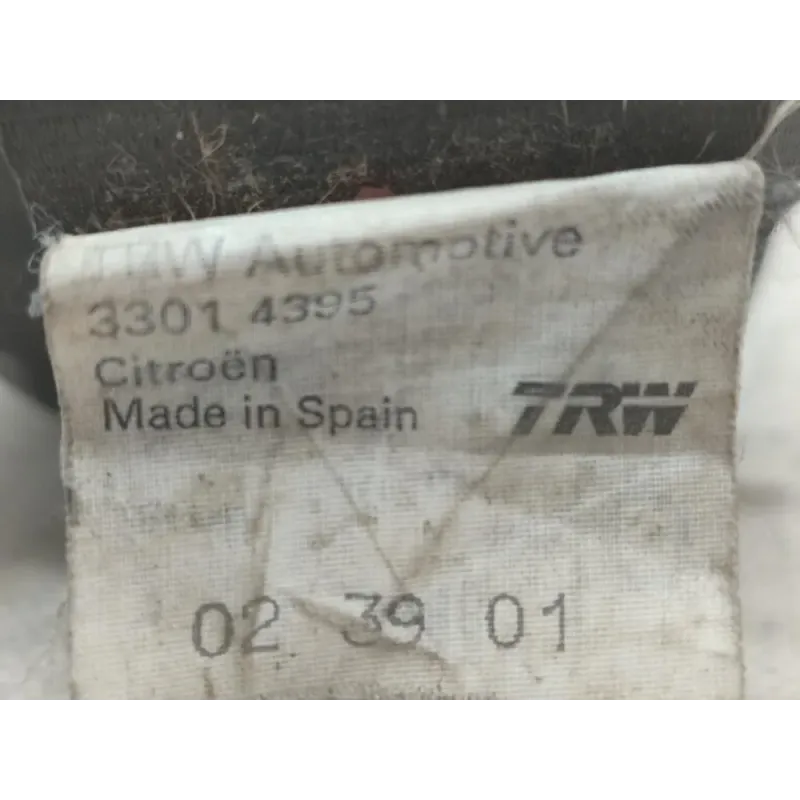 TRW Automotive
3301 4395
Citroën
Made in Spain
TRW
02 39 01